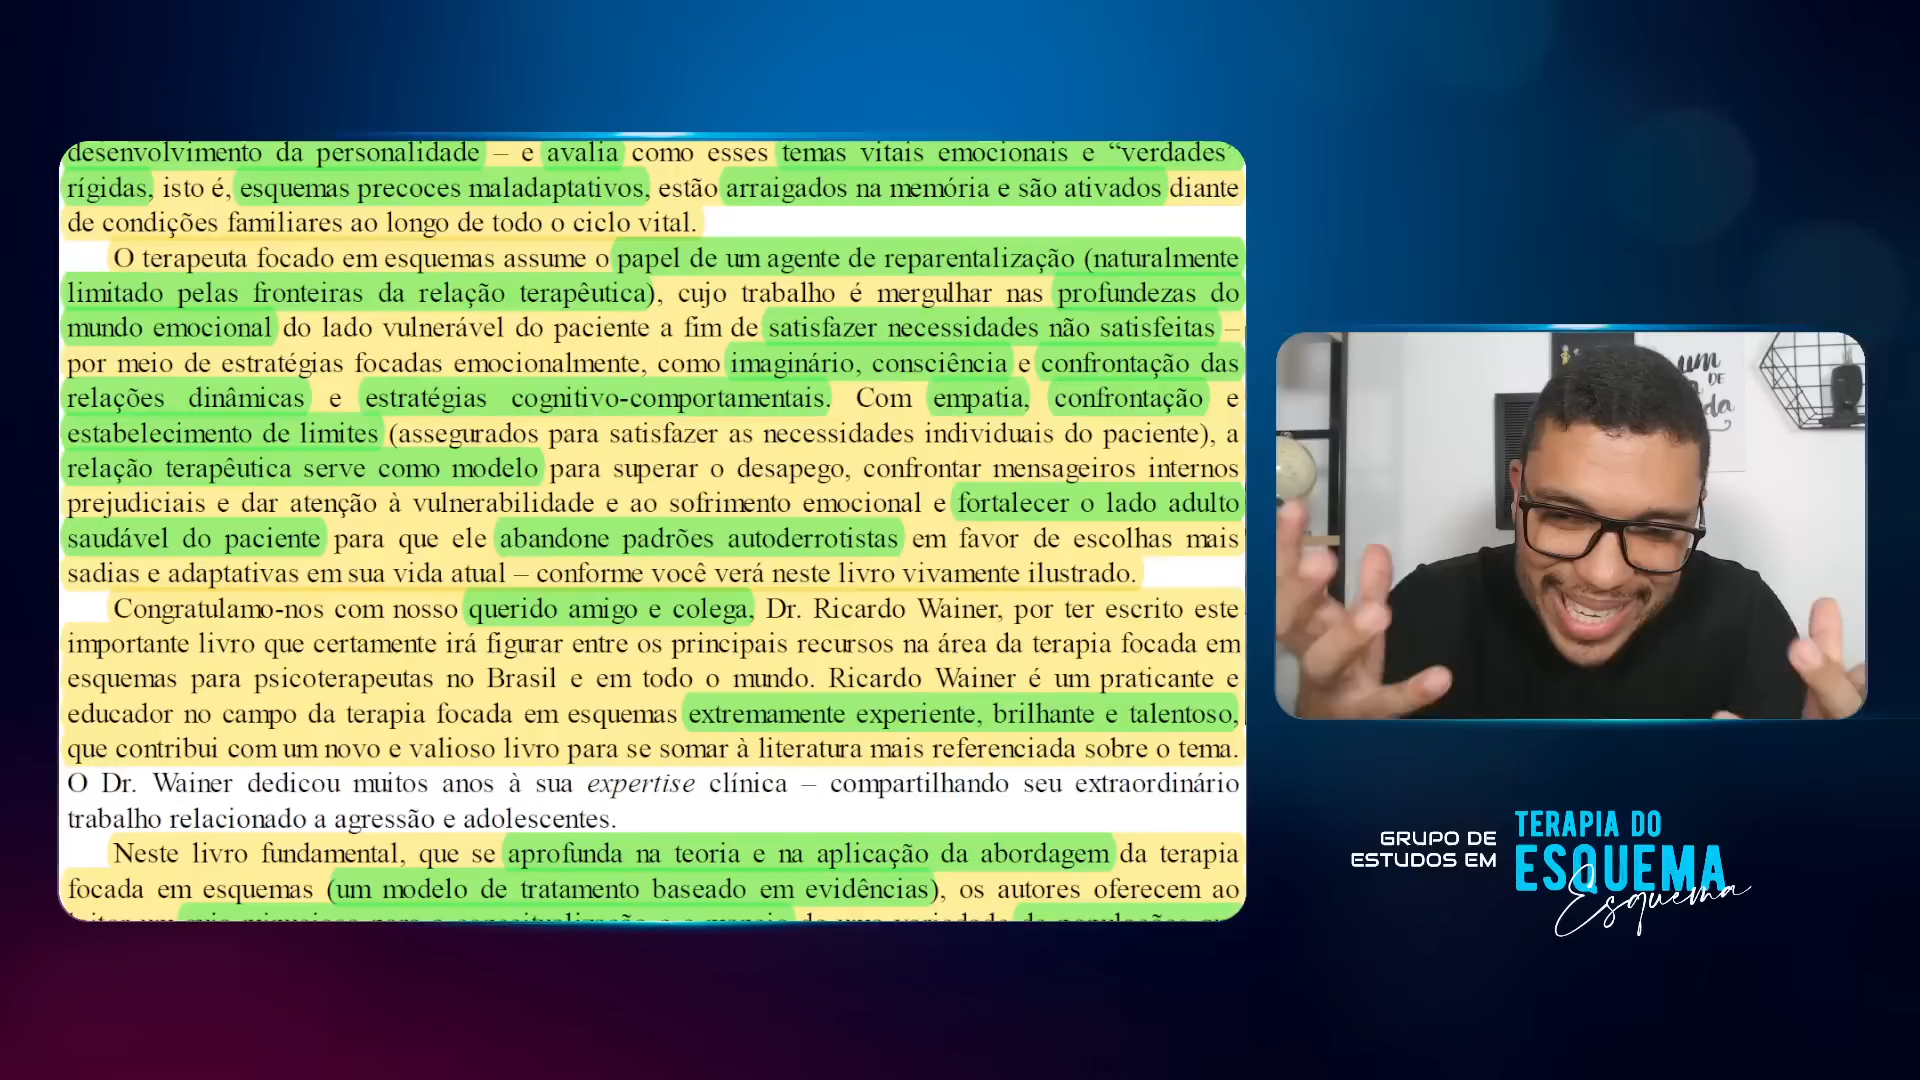 desenvolvimento da personalidade – e avalia como esses temas vitais emocionais e “verdades”
rígidas, isto é, esquemas precoces maladaptativos, estão arraigados na memória e são ativados diante
de condições familiares ao longo de todo o ciclo vital.
O terapeuta focado em esquemas assume o papel de um agente de reparentalização (naturalmente
limitado pelas fronteiras da relação terapêutica), cujo trabalho é mergulhar nas profundezas do
mundo emocional do lado vulnerável do paciente a fim de satisfazer necessidades não satisfeitas –
por meio de estratégias focadas emocionalmente, como imaginário, consciência e confrontação das
relações dinâmicas e estratégias cognitivo-comportamentais. Com empatia, confrontação e
estabelecimento de limites (assegurados para satisfazer as necessidades individuais do paciente), a
relação terapêutica serve como modelo para superar o desapego, confrontar mensageiros internos
prejudiciais e dar atenção à vulnerabilidade e ao sofrimento emocional e fortalecer o lado adulto
saudável do paciente para que ele abandone padrões autoderrotistas em favor de escolhas mais
sadias e adaptativas em sua vida atual – conforme você verá neste livro vivamente ilustrado.
Congratulamo-nos com nosso querido amigo e colega, Dr. Ricardo Wainer, por ter escrito este
importante livro que certamente irá figurar entre os principais recursos na área da terapia focada em
esquemas para psicoterapeutas no Brasil e em todo o mundo. Ricardo Wainer é um praticante e
educador no campo da terapia focada em esquemas extremamente experiente, brilhante e talentoso,
que contribui com um novo e valioso livro para se somar à literatura mais referenciada sobre o tema.
O Dr. Wainer dedicou muitos anos à sua expertise clínica – compartilhando seu extraordinário
trabalho relacionado a agressão e adolescentes.
Neste livro fundamental, que se aprofunda na teoria e na aplicação da abordagem da terapia
focada em esquemas (um modelo de tratamento baseado em evidências), os autores oferecem ao
um
DE
da
GRUPO DE
ESTUDOS EM
TERAPIA DO
ESQUEMA
Esquema